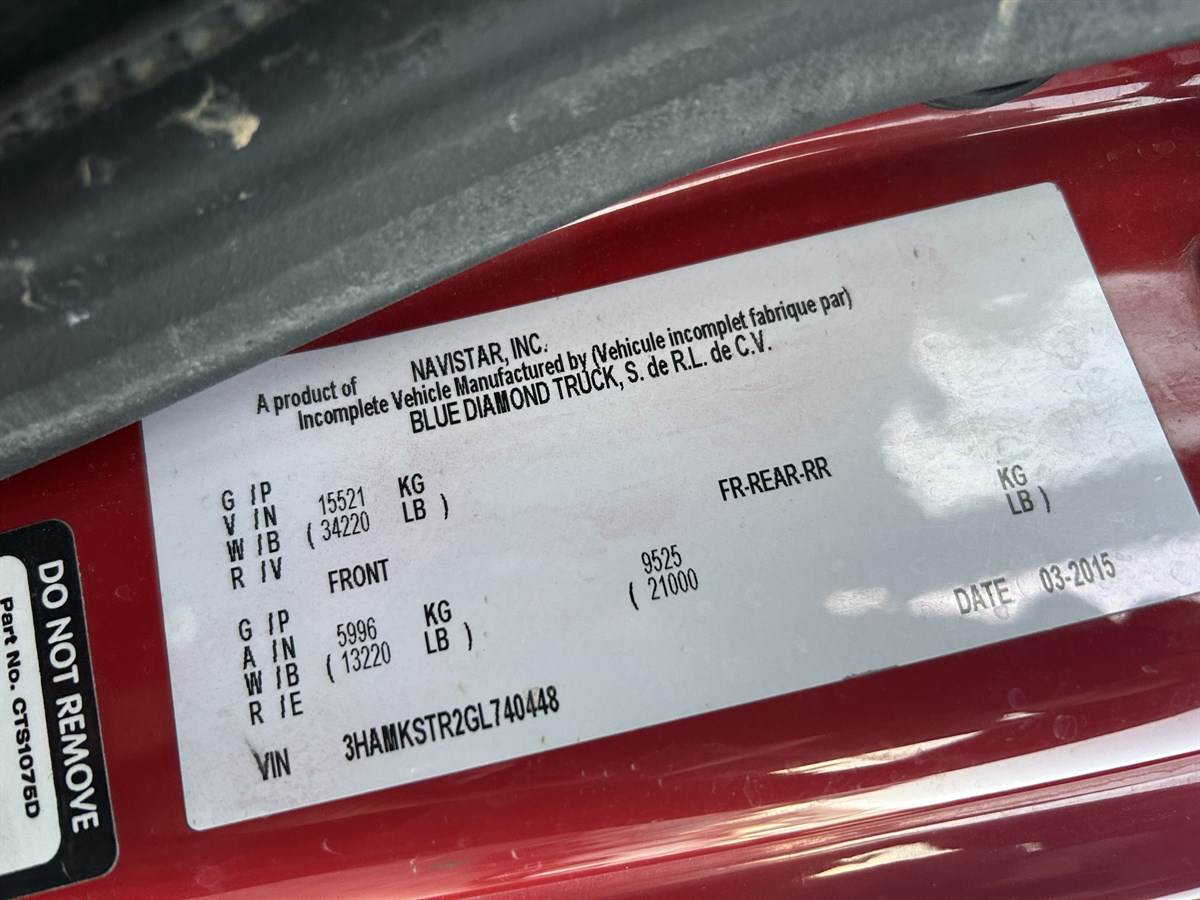 A product of NAVISTAR, INC.
Incomplete Vehicle Manufactured by (Vehicule incomplet fabrique par)
BLUE DIAMOND TRUCK, S. de R.L. de C.V.
G /P 15521 KG
V /N ( 34220 LB )
W /B
R /V
FRONT
FR-REAR-RR
G /P 5996 KG 9525 KG
A /N ( 13220 LB ) ( 21000 LB )
W /B
R /E
DATE 03-2015
VIN 3HAMKSTR2GL740448
DO NOT REMOVE
Part No. CTS1075D